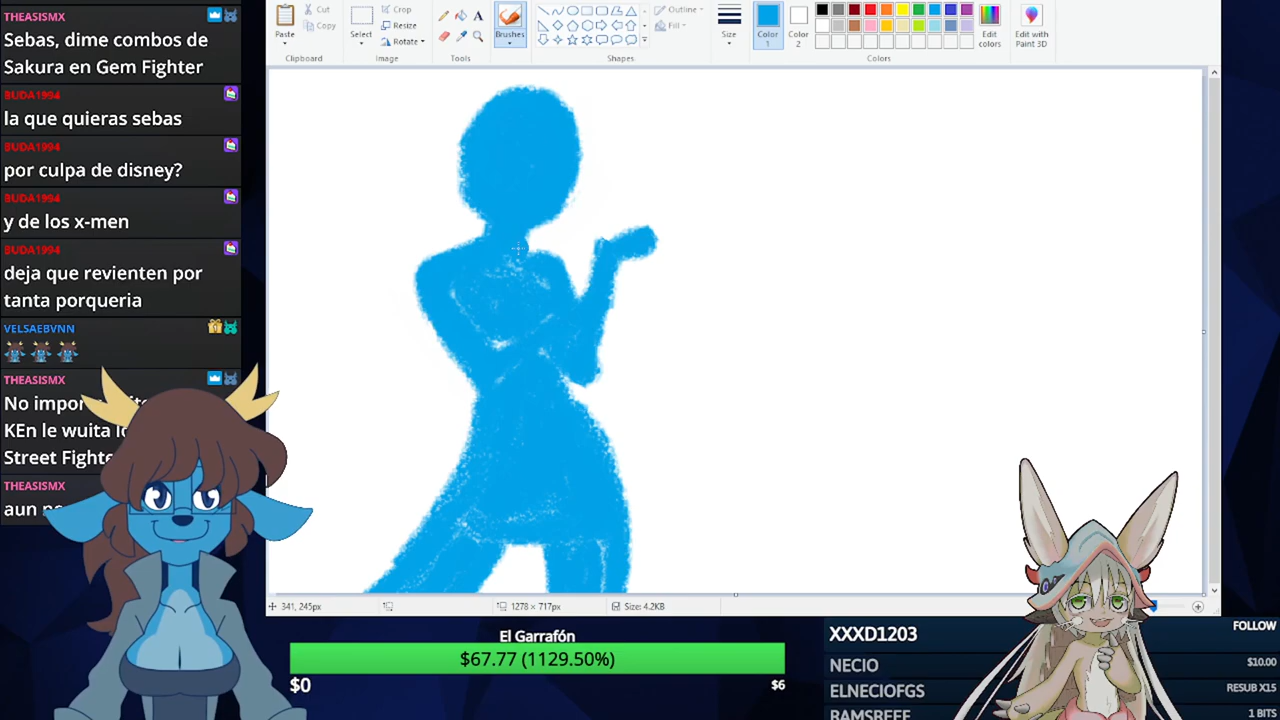 THEASISMX
Sebas, dime combos de
Sakura en Gem Fighter
BUDA1994
la que quieras sebas
BUDA1994
por culpa de disney?
BUDA1994
y de los x-men
BUDA1994
deja que revienten por
tanta porqueria
VELSAEBVNN
THEASISMX
No impor
KEn le wuita l
Street Fighte
THEASISMX
aun
Paste
Cut
Copy
Clipboard
Select
Crop
Resize
Rotate
Image
A
Tools
Brushes
Outline
Fill
Shapes
Size
Color
1
Color
2
Edit
colors
Colors
Edit with
Paint 3D
341, 245px
1278 × 717px
Size: 4.2KB
El Garrafón
$67.77 (1129.50%)
$0
$6
XXXD1203
FOLLOW
NECIO
$10.00
ELNECIOFGS
RESUB X15
RAMSREEE
1 BITS